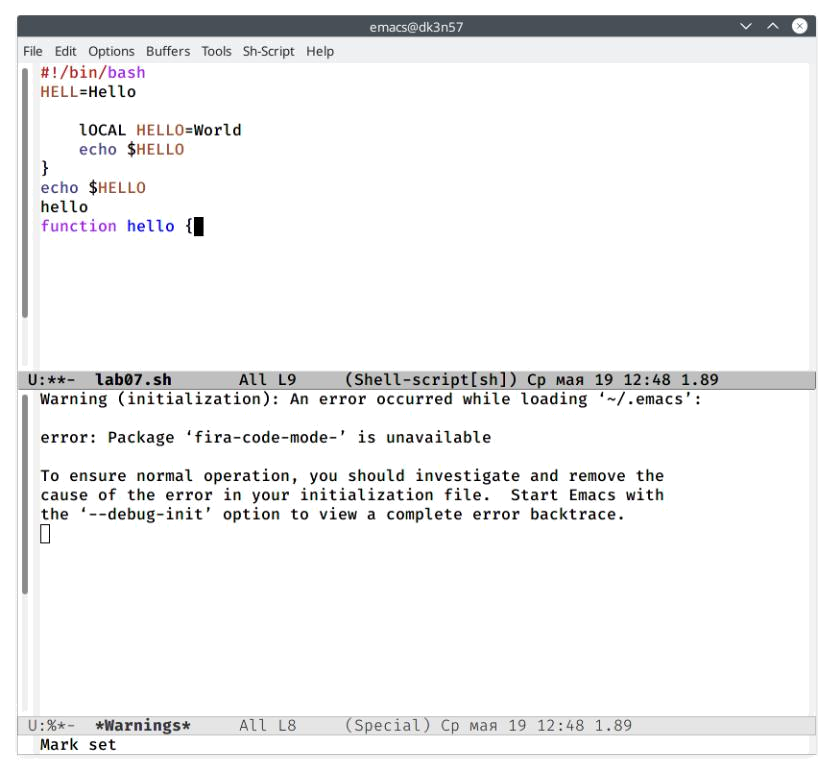 emacs@dk3n57
File Edit Options Buffers Tools Sh-Script Help
#!/bin/bash
HELL=Hello
lOCAL HELLO=World
echo $HELLO
}
echo $HELLO
hello
function hello {
U:**- lab07.sh All L9 (Shell-script[sh]) Ср мая 19 12:48 1.89
Warning (initialization): An error occurred while loading ‘~/.emacs’:
error: Package ‘fira-code-mode-’ is unavailable
To ensure normal operation, you should investigate and remove the
cause of the error in your initialization file. Start Emacs with
the ‘--debug-init’ option to view a complete error backtrace.
U:%*- *Warnings* All L8 (Special) Ср мая 19 12:48 1.89
Mark set